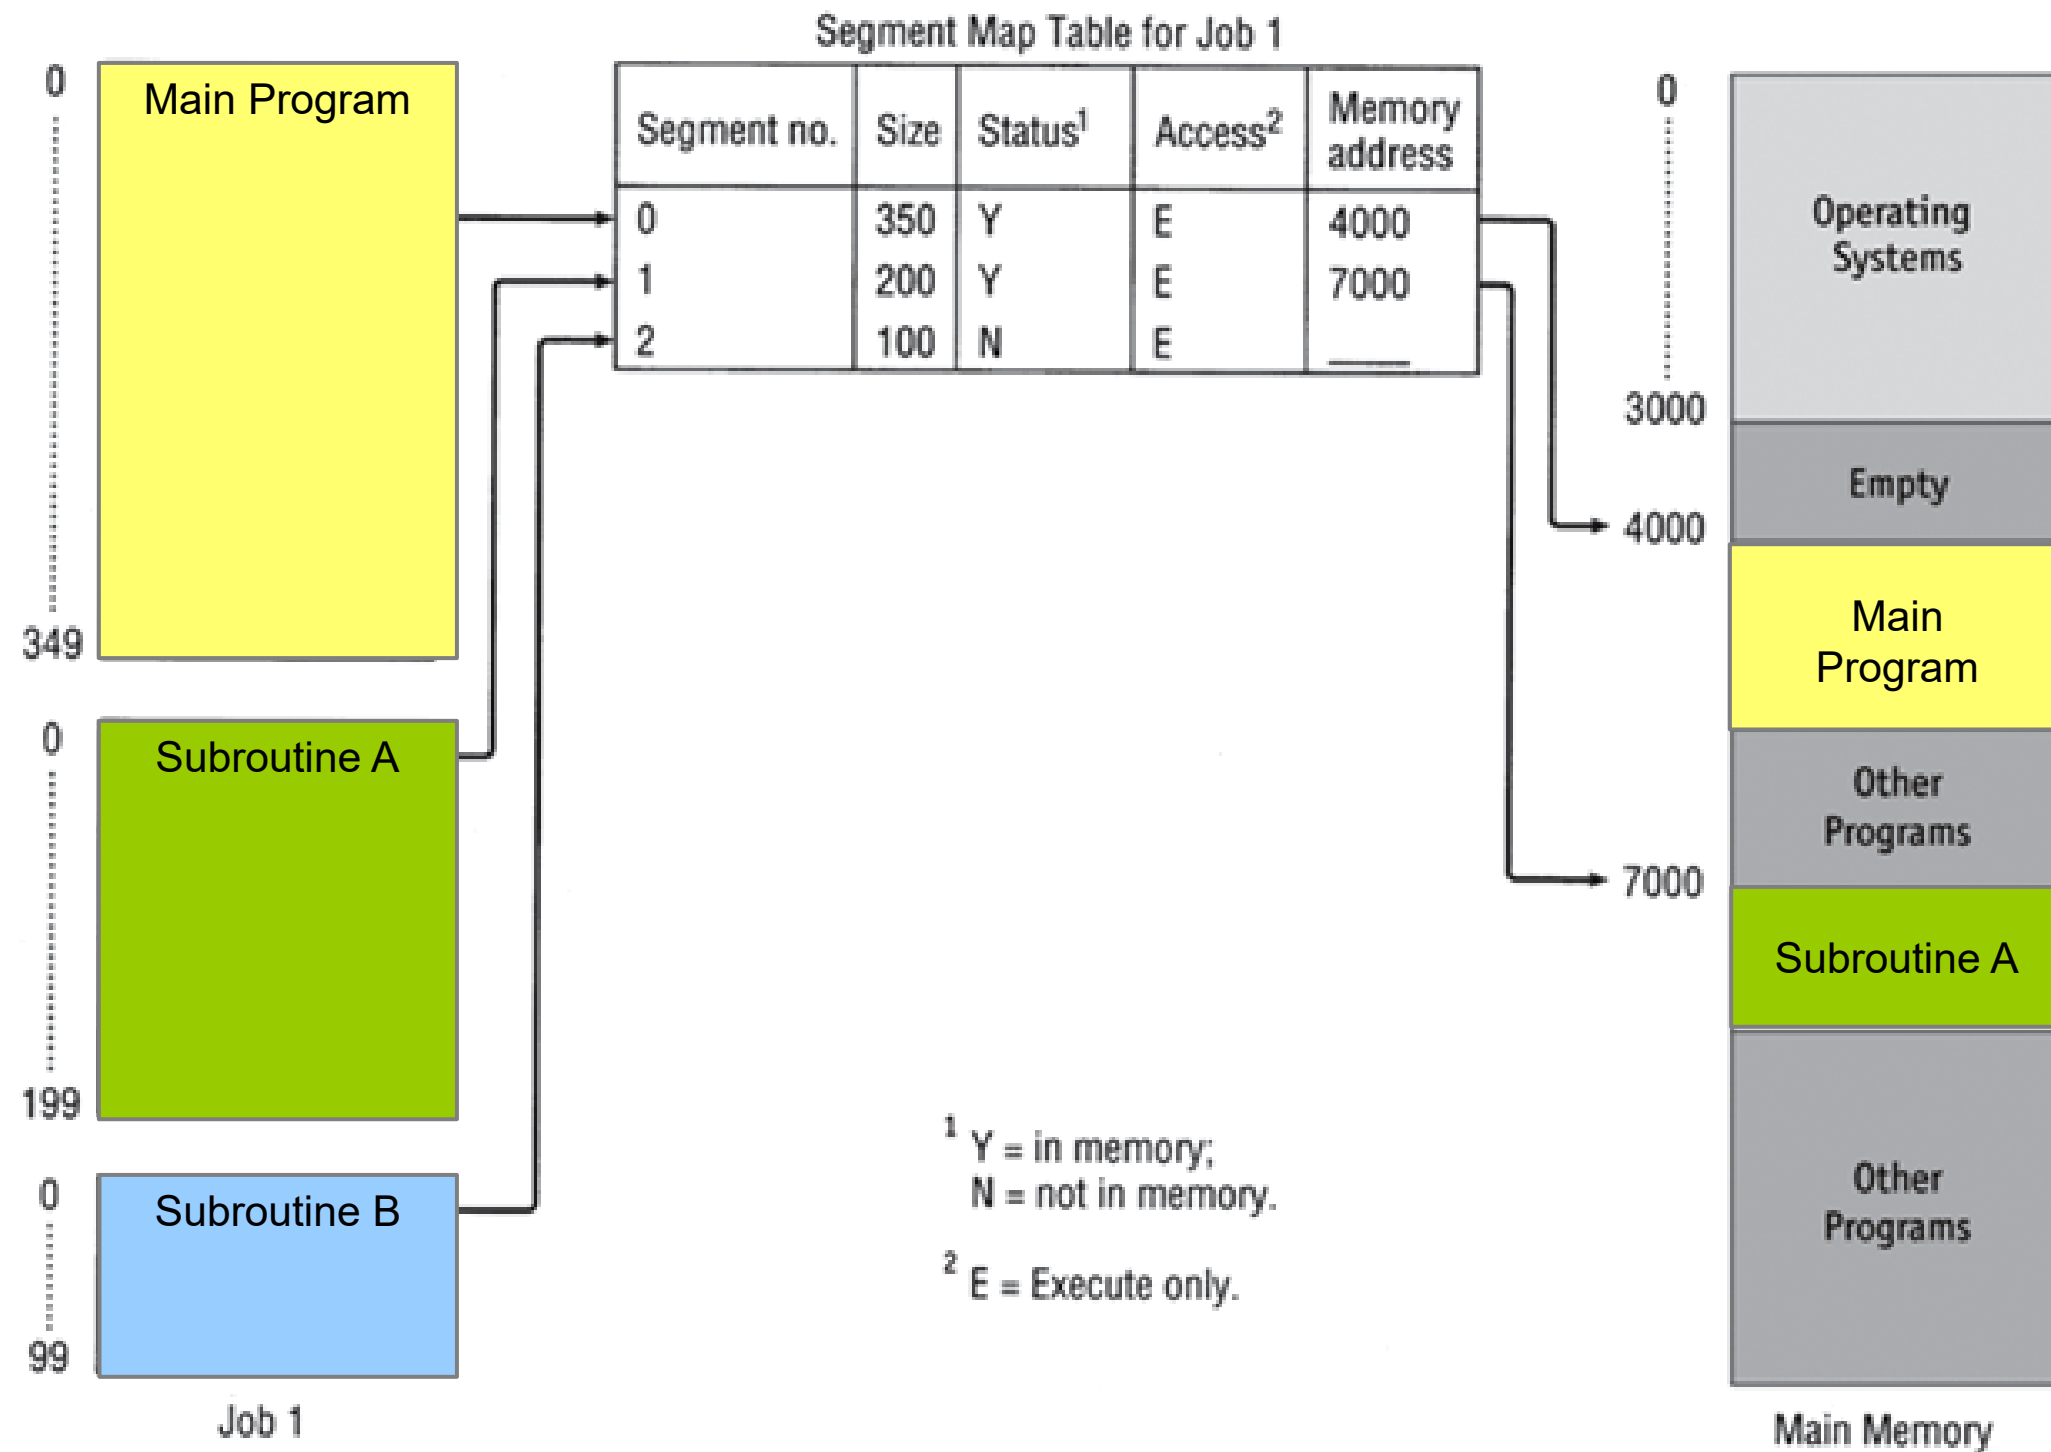 Segment Map Table for Job 1
0
Main Program
349
0
Subroutine A
199
0
Subroutine B
99
Job 1
Segment no. Size Status1 Access2 Memory address
0 350 Y E 4000
1 200 Y E 7000
2 100 N E
1 Y = in memory;
N = not in memory.
2 E = Execute only.
0
Operating
Systems
3000
Empty
4000
Main
Program
Other
Programs
7000
Subroutine A
Other
Programs
Main Memory